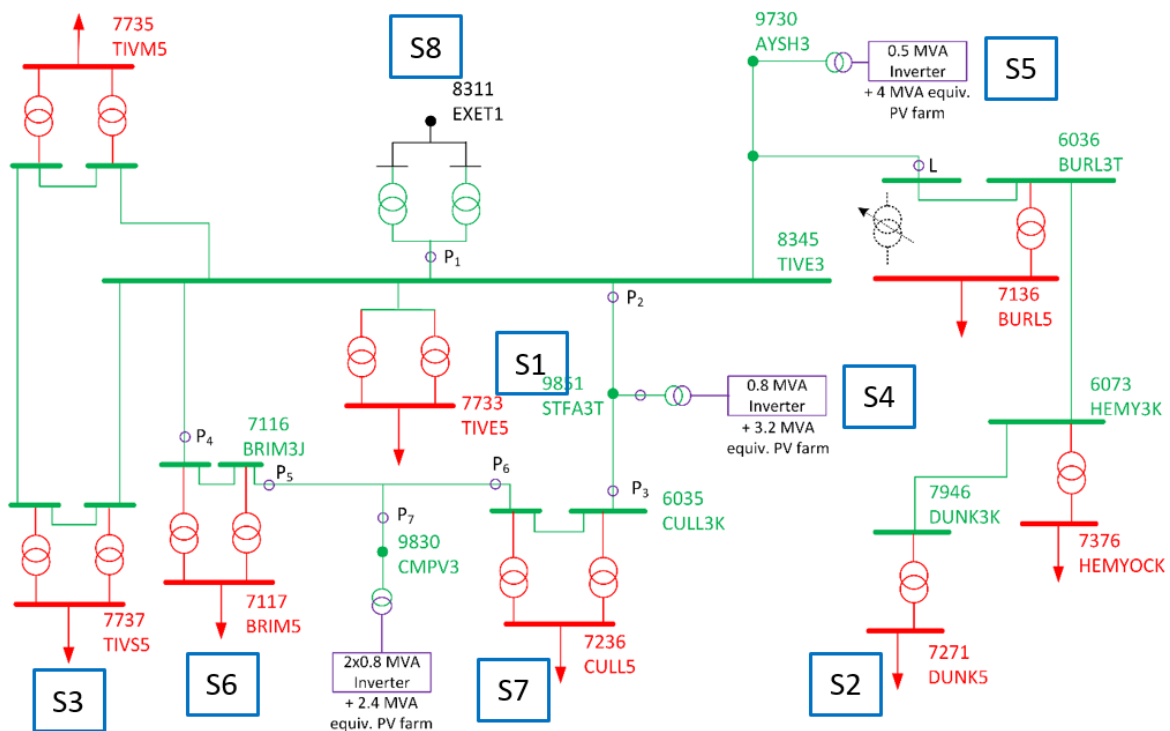 7735
TIVM5
S8
8311
EXET1
9730
AYSH3
0.5 MVA
Inverter
+ 4 MVA equiv.
PV farm
S5
6036
BURL3T
L
P1
8345
TIVE3
P2
7136
BURL5
S1
9851
STFA3T
0.8 MVA
Inverter
+ 3.2 MVA
equiv. PV farm
S4
7733
TIVE5
6073
HEMY3K
P4
7116
BRIM3J
P5
P6
P3
P7
9830
CMPV3
6035
CULL3K
7946
DUNK3K
7376
HEMYOCK
7737
TIVS5
7117
BRIM5
2x0.8 MVA
Inverter
+ 2.4 MVA
equiv. PV farm
7236
CULL5
7271
DUNK5
S3
S6
S7
S2